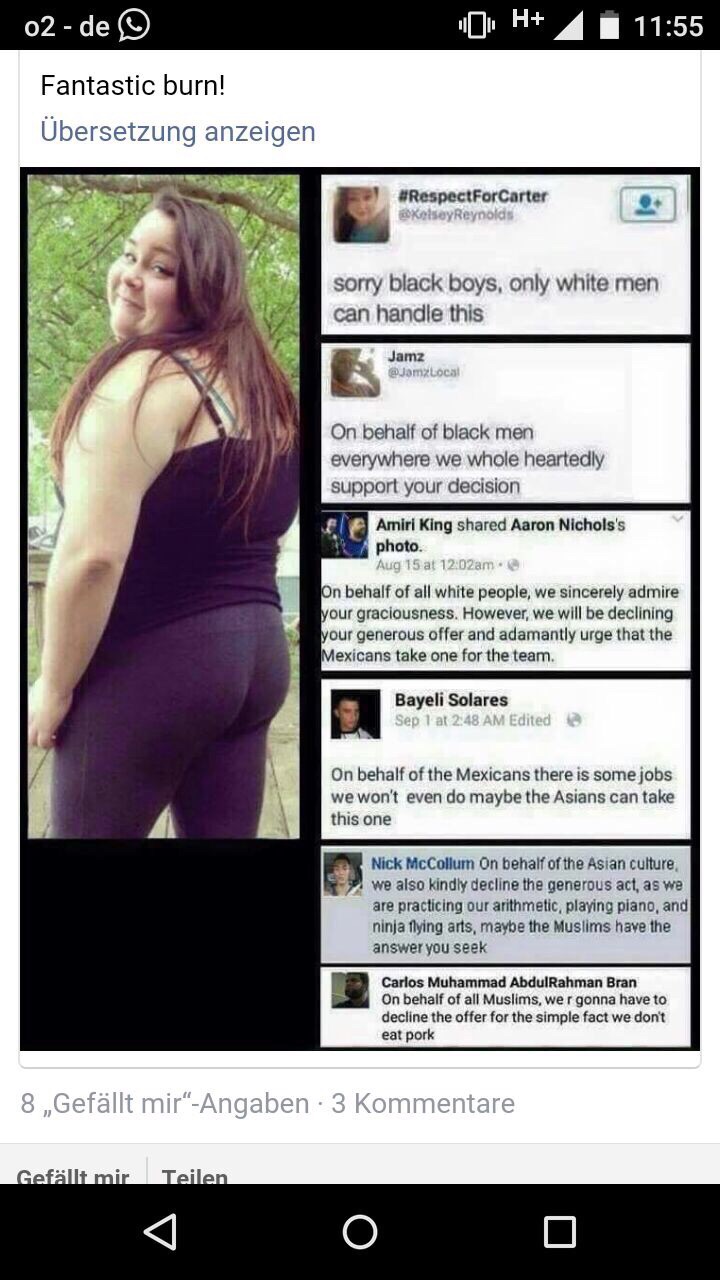 o2 - de
H+
11:55
Fantastic burn!
Übersetzung anzeigen
#RespectForCarter
@KelseyReynolds
sorry black boys, only white men
can handle this
Jamz
@JamzLocal
On behalf of black men
everywhere we whole heartedly
support your decision
Amiri King shared Aaron Nichols's
photo.
Aug 15 at 12:02am ·
On behalf of all white people, we sincerely admire
your graciousness. However, we will be declining
your generous offer and adamantly urge that the
Mexicans take one for the team.
Bayeli Solares
Sep 1 at 2:48 AM Edited
On behalf of the Mexicans there is some jobs
we won't even do maybe the Asians can take
this one
Nick McCollum On behalf of the Asian culture,
we also kindly decline the generous act, as we
are practicing our arithmetic, playing piano, and
ninja flying arts, maybe the Muslims have the
answer you seek
Carlos Muhammad AbdulRahman Bran
On behalf of all Muslims, we r gonna have to
decline the offer for the simple fact we don't
eat pork
8 „Gefällt mir“-Angaben · 3 Kommentare
Gefällt mir
Teilen